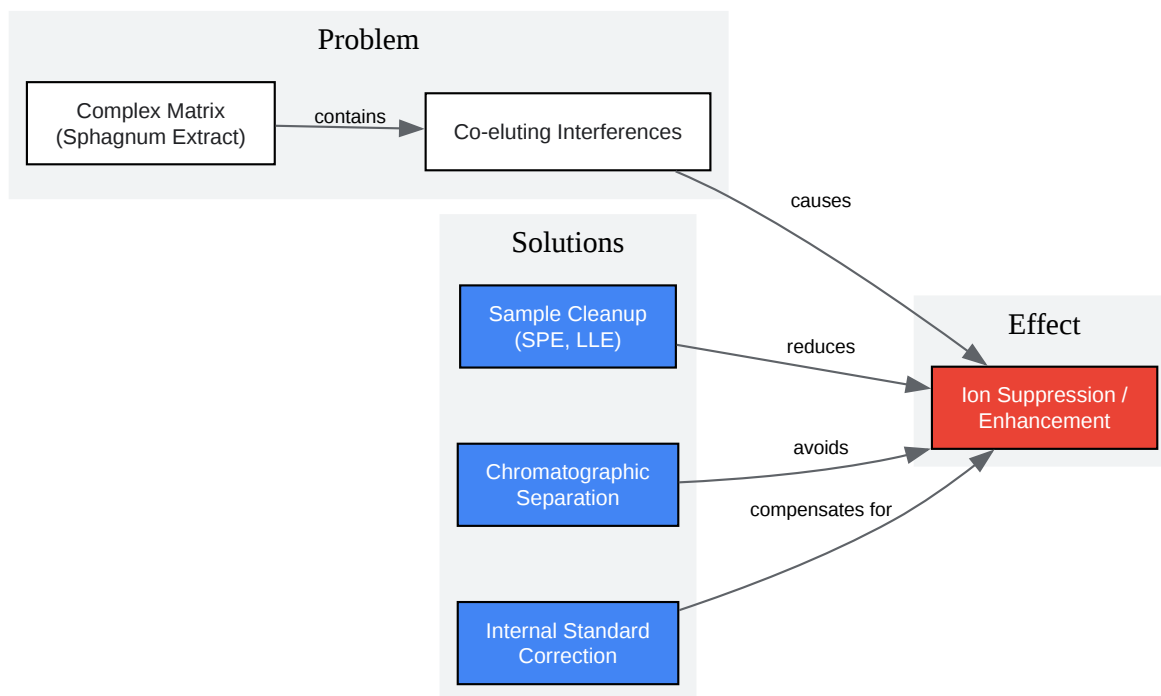 Problem
Complex Matrix
(Sphagnum Extract)
contains
Co-eluting Interferences
causes
Solutions
Sample Cleanup
(SPE, LLE)
reduces
Effect
Ion Suppression /
Enhancement
Chromatographic
Separation
avoids
compensates for
Internal Standard
Correction